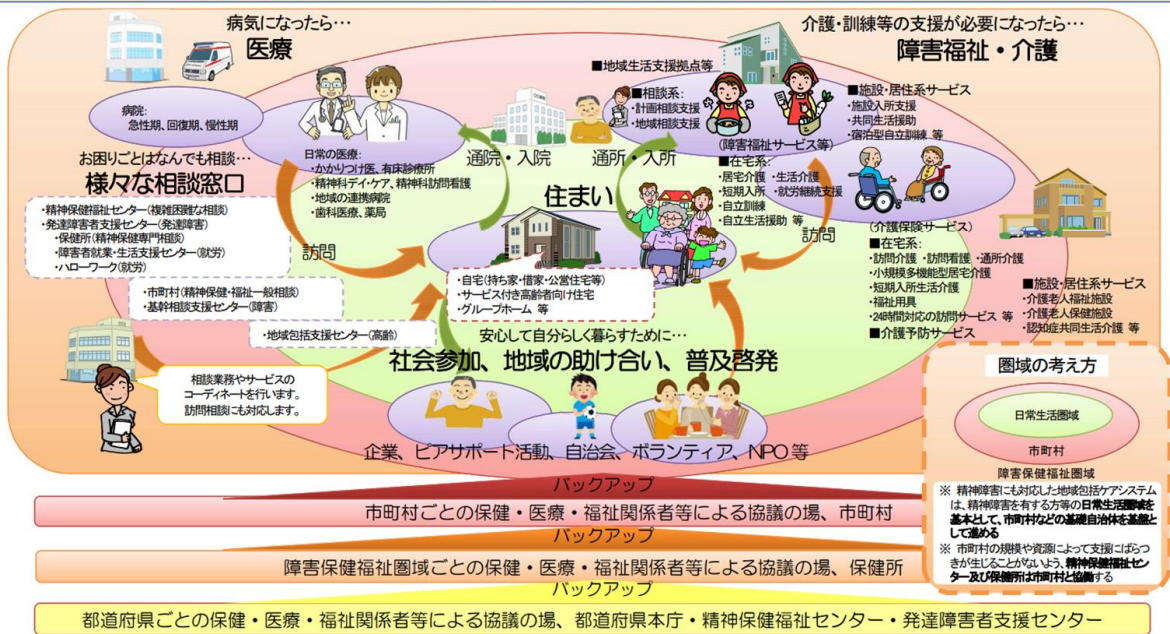 病気になったら…
医療
病院:
急性期、回復期、慢性期
日常の医療:
・かかりつけ医、有床診療所
・精神科デイ・ケア、精神科訪問看護
・地域の連携病院
・歯科医療、薬局
お困りごとはなんでも相談…
様々な相談窓口
・精神保健福祉センター(複雑困難な相談)
・発達障害者支援センター(発達障害)
・保健所(精神保健専門相談)
・障害者就業・生活支援センター(就労)
・ハローワーク(就労)
・市町村(精神保健・福祉一般相談)
・基幹相談支援センター(障害)
・地域包括支援センター(高齢)
相談業務やサービスの
コーディネートを行います。
訪問相談にも対応します。
訪問
通院・入院
通所・入所
住まい
・自宅(持ち家・借家・公営住宅等)
・サービス付き高齢者向け住宅
・グループホーム 等
介護・訓練等の支援が必要になったら…
障害福祉・介護
■地域生活支援拠点等
■相談系:
・計画相談支援
・地域相談支援
(障害福祉サービス等)
■在宅系:
・居宅介護 ・生活介護
・短期入所 ・就労継続支援
・自立訓練
・自立生活援助 等
■施設・居住系サービス
・施設入所支援
・共同生活援助
・宿泊型自立訓練 等
訪問
(介護保険サービス)
■在宅系:
・訪問介護 ・訪問看護 ・通所介護
・小規模多機能型居宅介護
・短期入所生活介護
・福祉用具
・24時間対応の訪問サービス 等
■介護予防サービス
■施設・居住系サービス
・介護老人福祉施設
・介護老人保健施設
・認知症共同生活介護 等
安心して自分らしく暮らすために…
社会参加、地域の助け合い、普及啓発
企業、ピアサポート活動、自治会、ボランティア、NPO 等
圏域の考え方
日常生活圏域
市町村
障害保健福祉圏域
※ 精神障害にも対応した地域包括ケアシステム
は、精神障害を有する方等の日常生活圏域を
基本として、市町村などの基礎自治体を基盤と
して進める
※ 市町村の規模や資源によって支援にばらつ
きが生じることがないよう、精神保健福祉セン
ター及び保健所は市町村と協働する
バックアップ
市町村ごとの保健・医療・福祉関係者等による協議の場、市町村
バックアップ
障害保健福祉圏域ごとの保健・医療・福祉関係者等による協議の場、保健所
バックアップ
都道府県ごとの保健・医療・福祉関係者等による協議の場、都道府県本庁・精神保健福祉センター・発達障害者支援センター